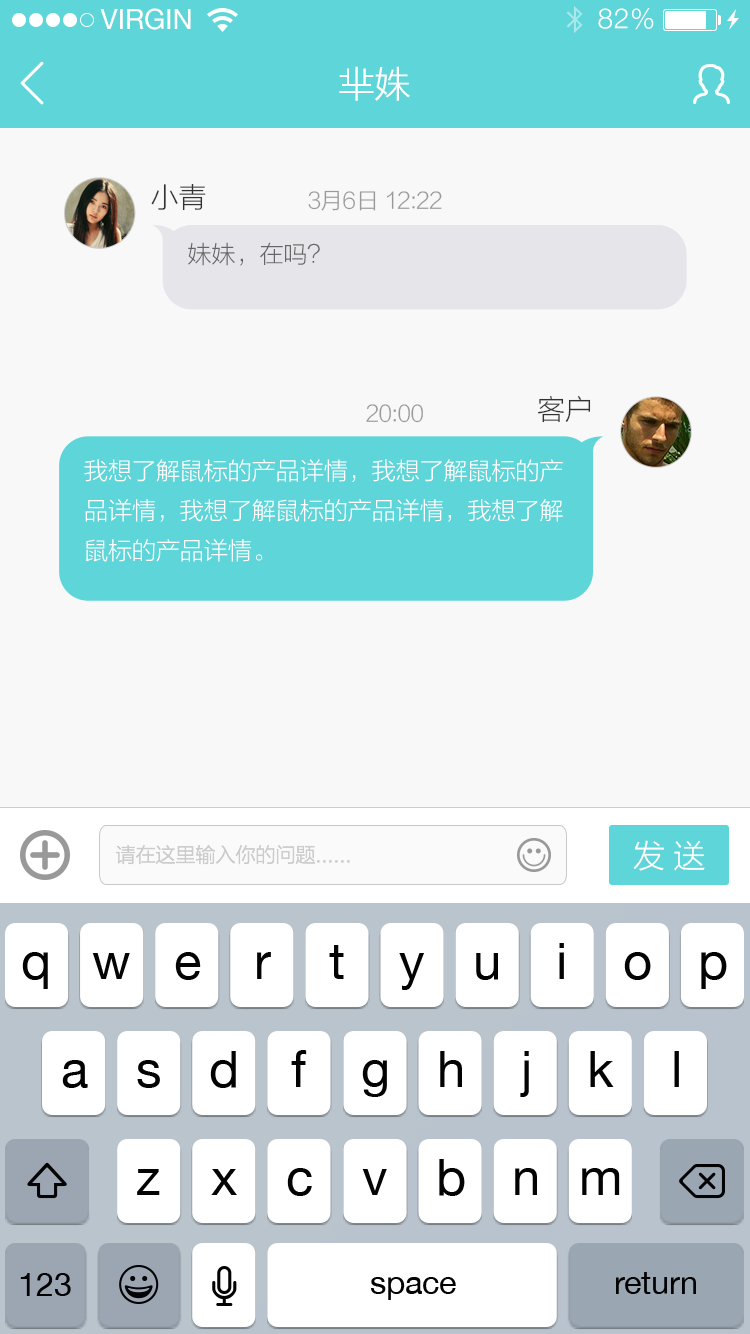 VIRGIN 82%
芈姝
小青 3月6日 12:22
妹妹，在吗?
20:00 客户
我想了解鼠标的产品详情，我想了解鼠标的产
品详情，我想了解鼠标的产品详情，我想了解
鼠标的产品详情。
请在这里输入你的问题...... 发 送
q w e r t y u i o p
a s d f g h j k l
z x c v b n m
123 space return